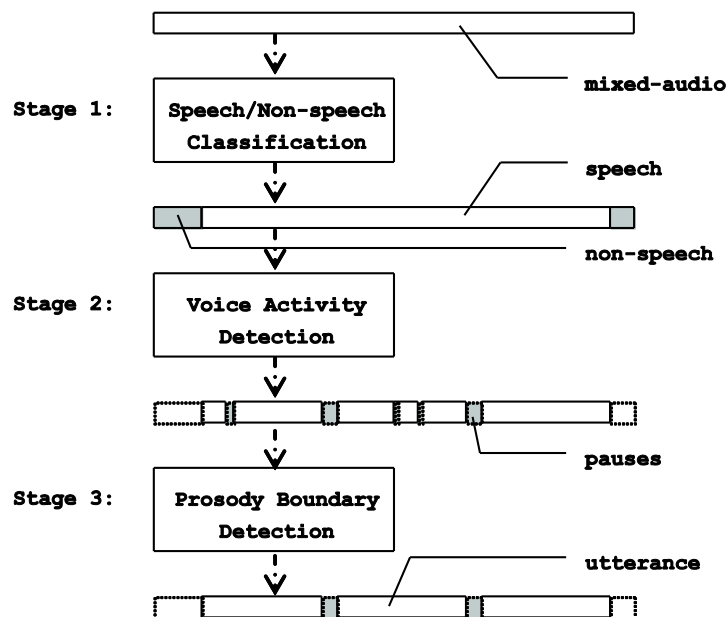 mixed-audio
Stage 1:
Speech/Non-speech
Classification
speech
non-speech
Stage 2:
Voice Activity
Detection
pauses
Stage 3:
Prosody Boundary
Detection
utterance